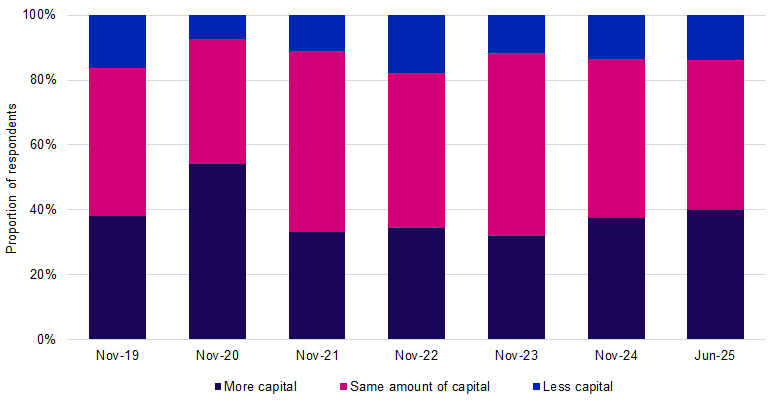 Proportion of respondents
100%
80%
60%
40%
20%
0%
Nov-19 Nov-20 Nov-21 Nov-22 Nov-23 Nov-24 Jun-25
More capital Same amount of capital Less capital